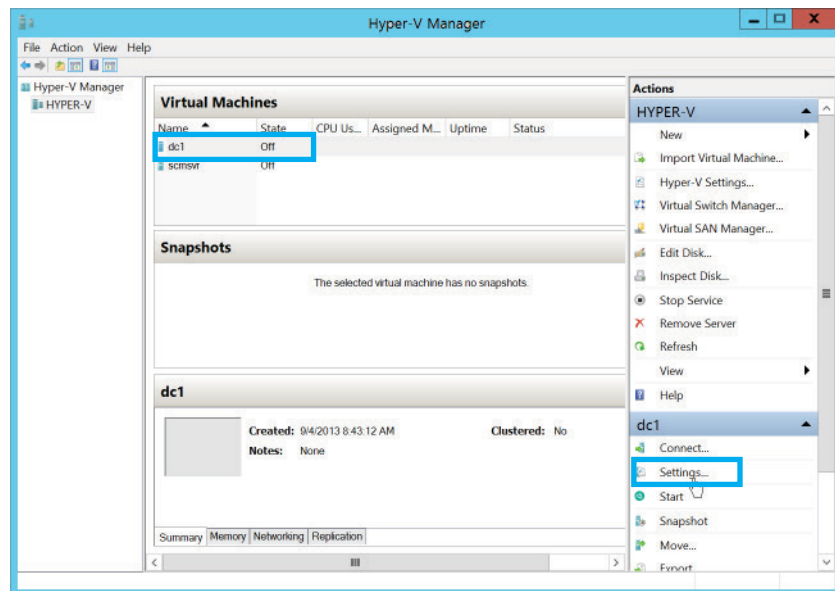 Hyper-V Manager
File Action View Help
Hyper-V Manager
HYPER-V
Virtual Machines
Name State CPU Us... Assigned M... Uptime Status
dc1 Off
scmsvr Off
Snapshots
The selected virtual machine has no snapshots.
dc1
Created: 9/4/2013 8:43:12 AM Clustered: No
Notes: None
Summary Memory Networking Replication
Actions
HYPER-V
New
Import Virtual Machine...
Hyper-V Settings...
Virtual Switch Manager...
Virtual SAN Manager...
Edit Disk...
Inspect Disk...
Stop Service
Remove Server
Refresh
View
Help
dc1
Connect...
Settings...
Start
Snapshot
Move...
Export